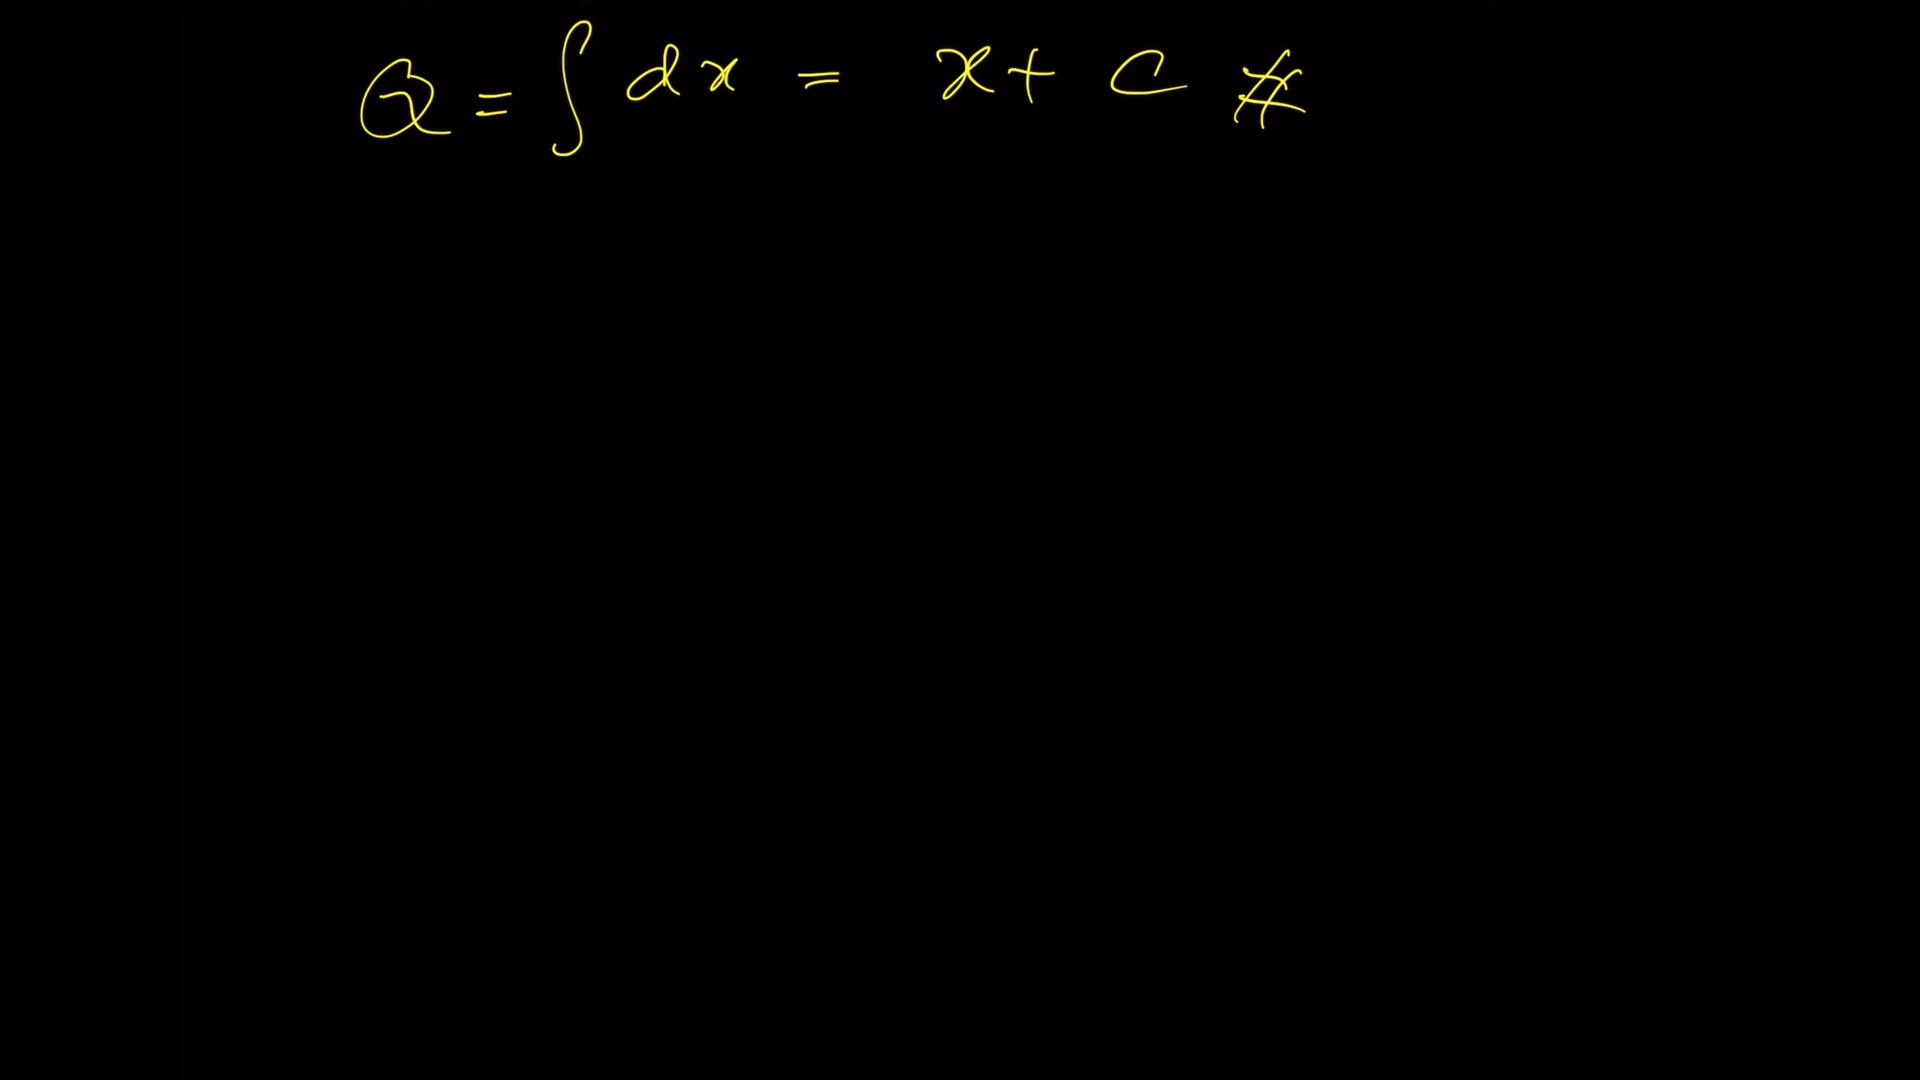 Q = ∫ dx = x + C #